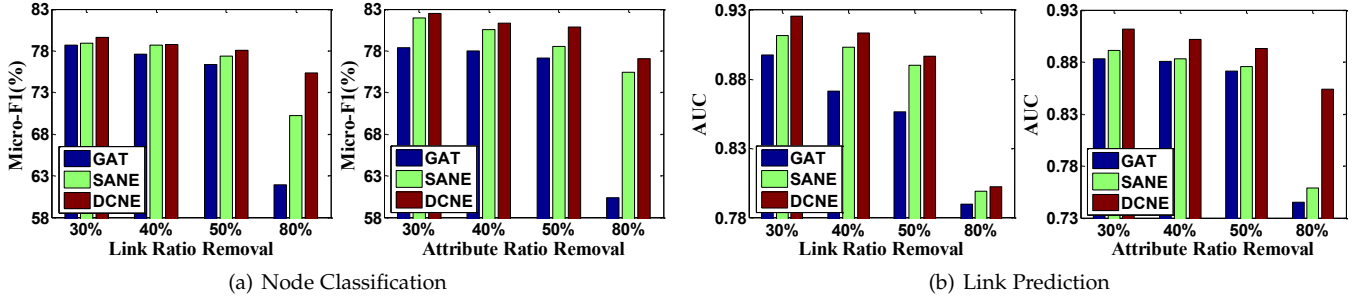 Micro-F1(%)
83
78
73
68
63
58
GAT
SANE
DCNE
30% 40% 50% 80%
Link Ratio Removal
Micro-F1(%)
83
78
73
68
63
58
GAT
SANE
DCNE
30% 40% 50% 80%
Attribute Ratio Removal
(a) Node Classification
AUC
0.93
0.88
0.83
0.78
GAT
SANE
DCNE
30% 40% 50% 80%
Link Ratio Removal
AUC
0.93
0.88
0.83
0.78
0.73
GAT
SANE
DCNE
30% 40% 50% 80%
Attribute Ratio Removal
(b) Link Prediction